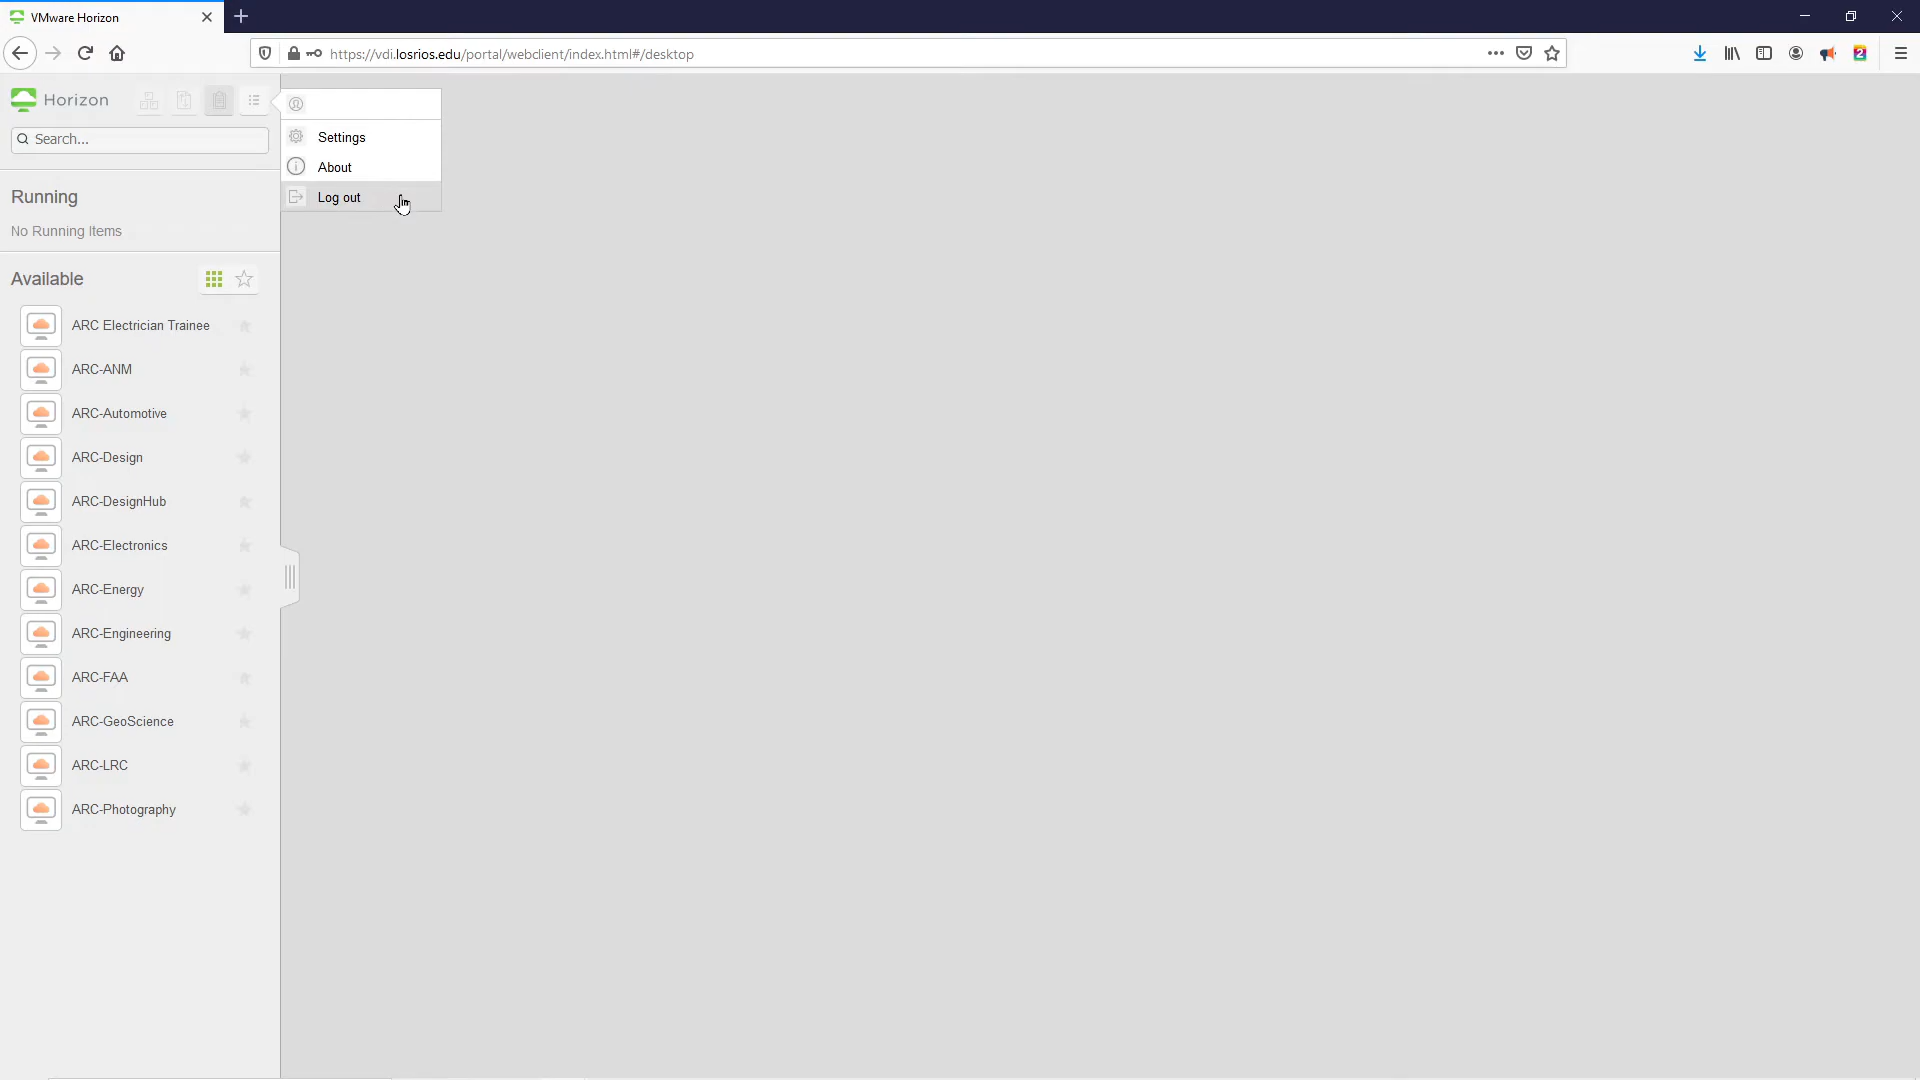 VMware Horizon
https://vdi.losrios.edu/portal/webclient/index.html#/desktop
2
Horizon
Search...
Settings
About
Log out
Running
No Running Items
Available
ARC Electrician Trainee
ARC-ANM
ARC-Automotive
ARC-Design
ARC-DesignHub
ARC-Electronics
ARC-Energy
ARC-Engineering
ARC-FAA
ARC-GeoScience
ARC-LRC
ARC-Photography